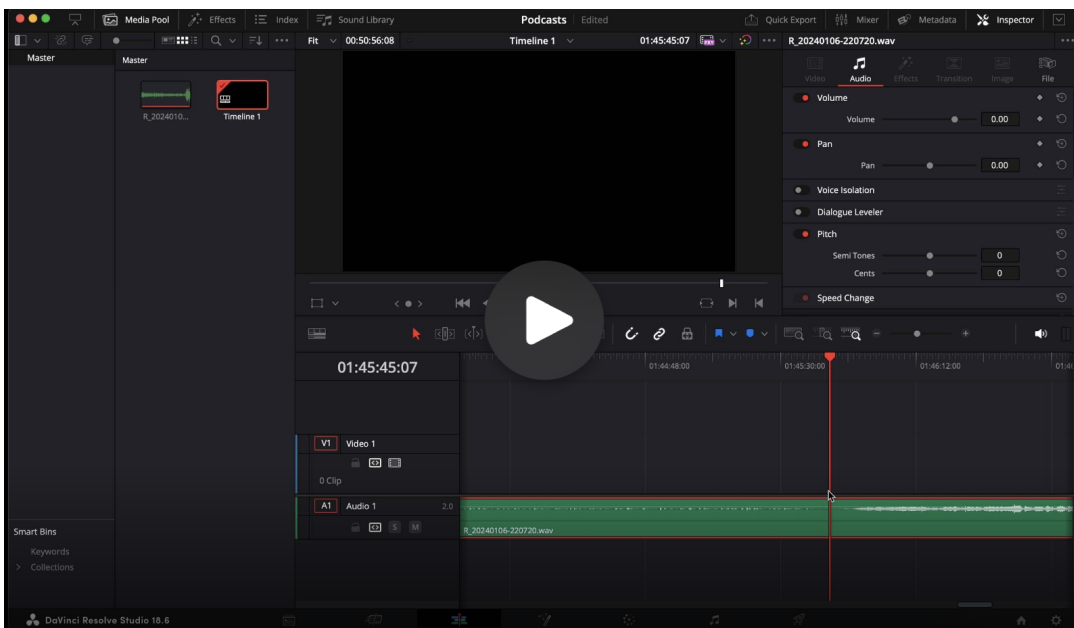 Media Pool Effects Index Sound Library Podcasts Edited Quick Export Mixer Metadata Inspector
Fit 00:50:56:08 Timeline 1 01:45:45:07 R_20240106-220720.wav
Master Master
Video Audio Effects Transition Image File
R_2024010... Timeline 1
Volume
Volume 0.00
Pan
Pan 0.00
Voice Isolation
Dialogue Leveler
Pitch
Semi Tones 0
Cents 0
Speed Change
01:45:45:07
01:44:48:00 01:45:30:00 01:46:12:00
V1 Video 1
0 Clip
A1 Audio 1 2.0
S M
R_20240106-220720.wav
Smart Bins
Keywords
Collections
DaVinci Resolve Studio 18.6